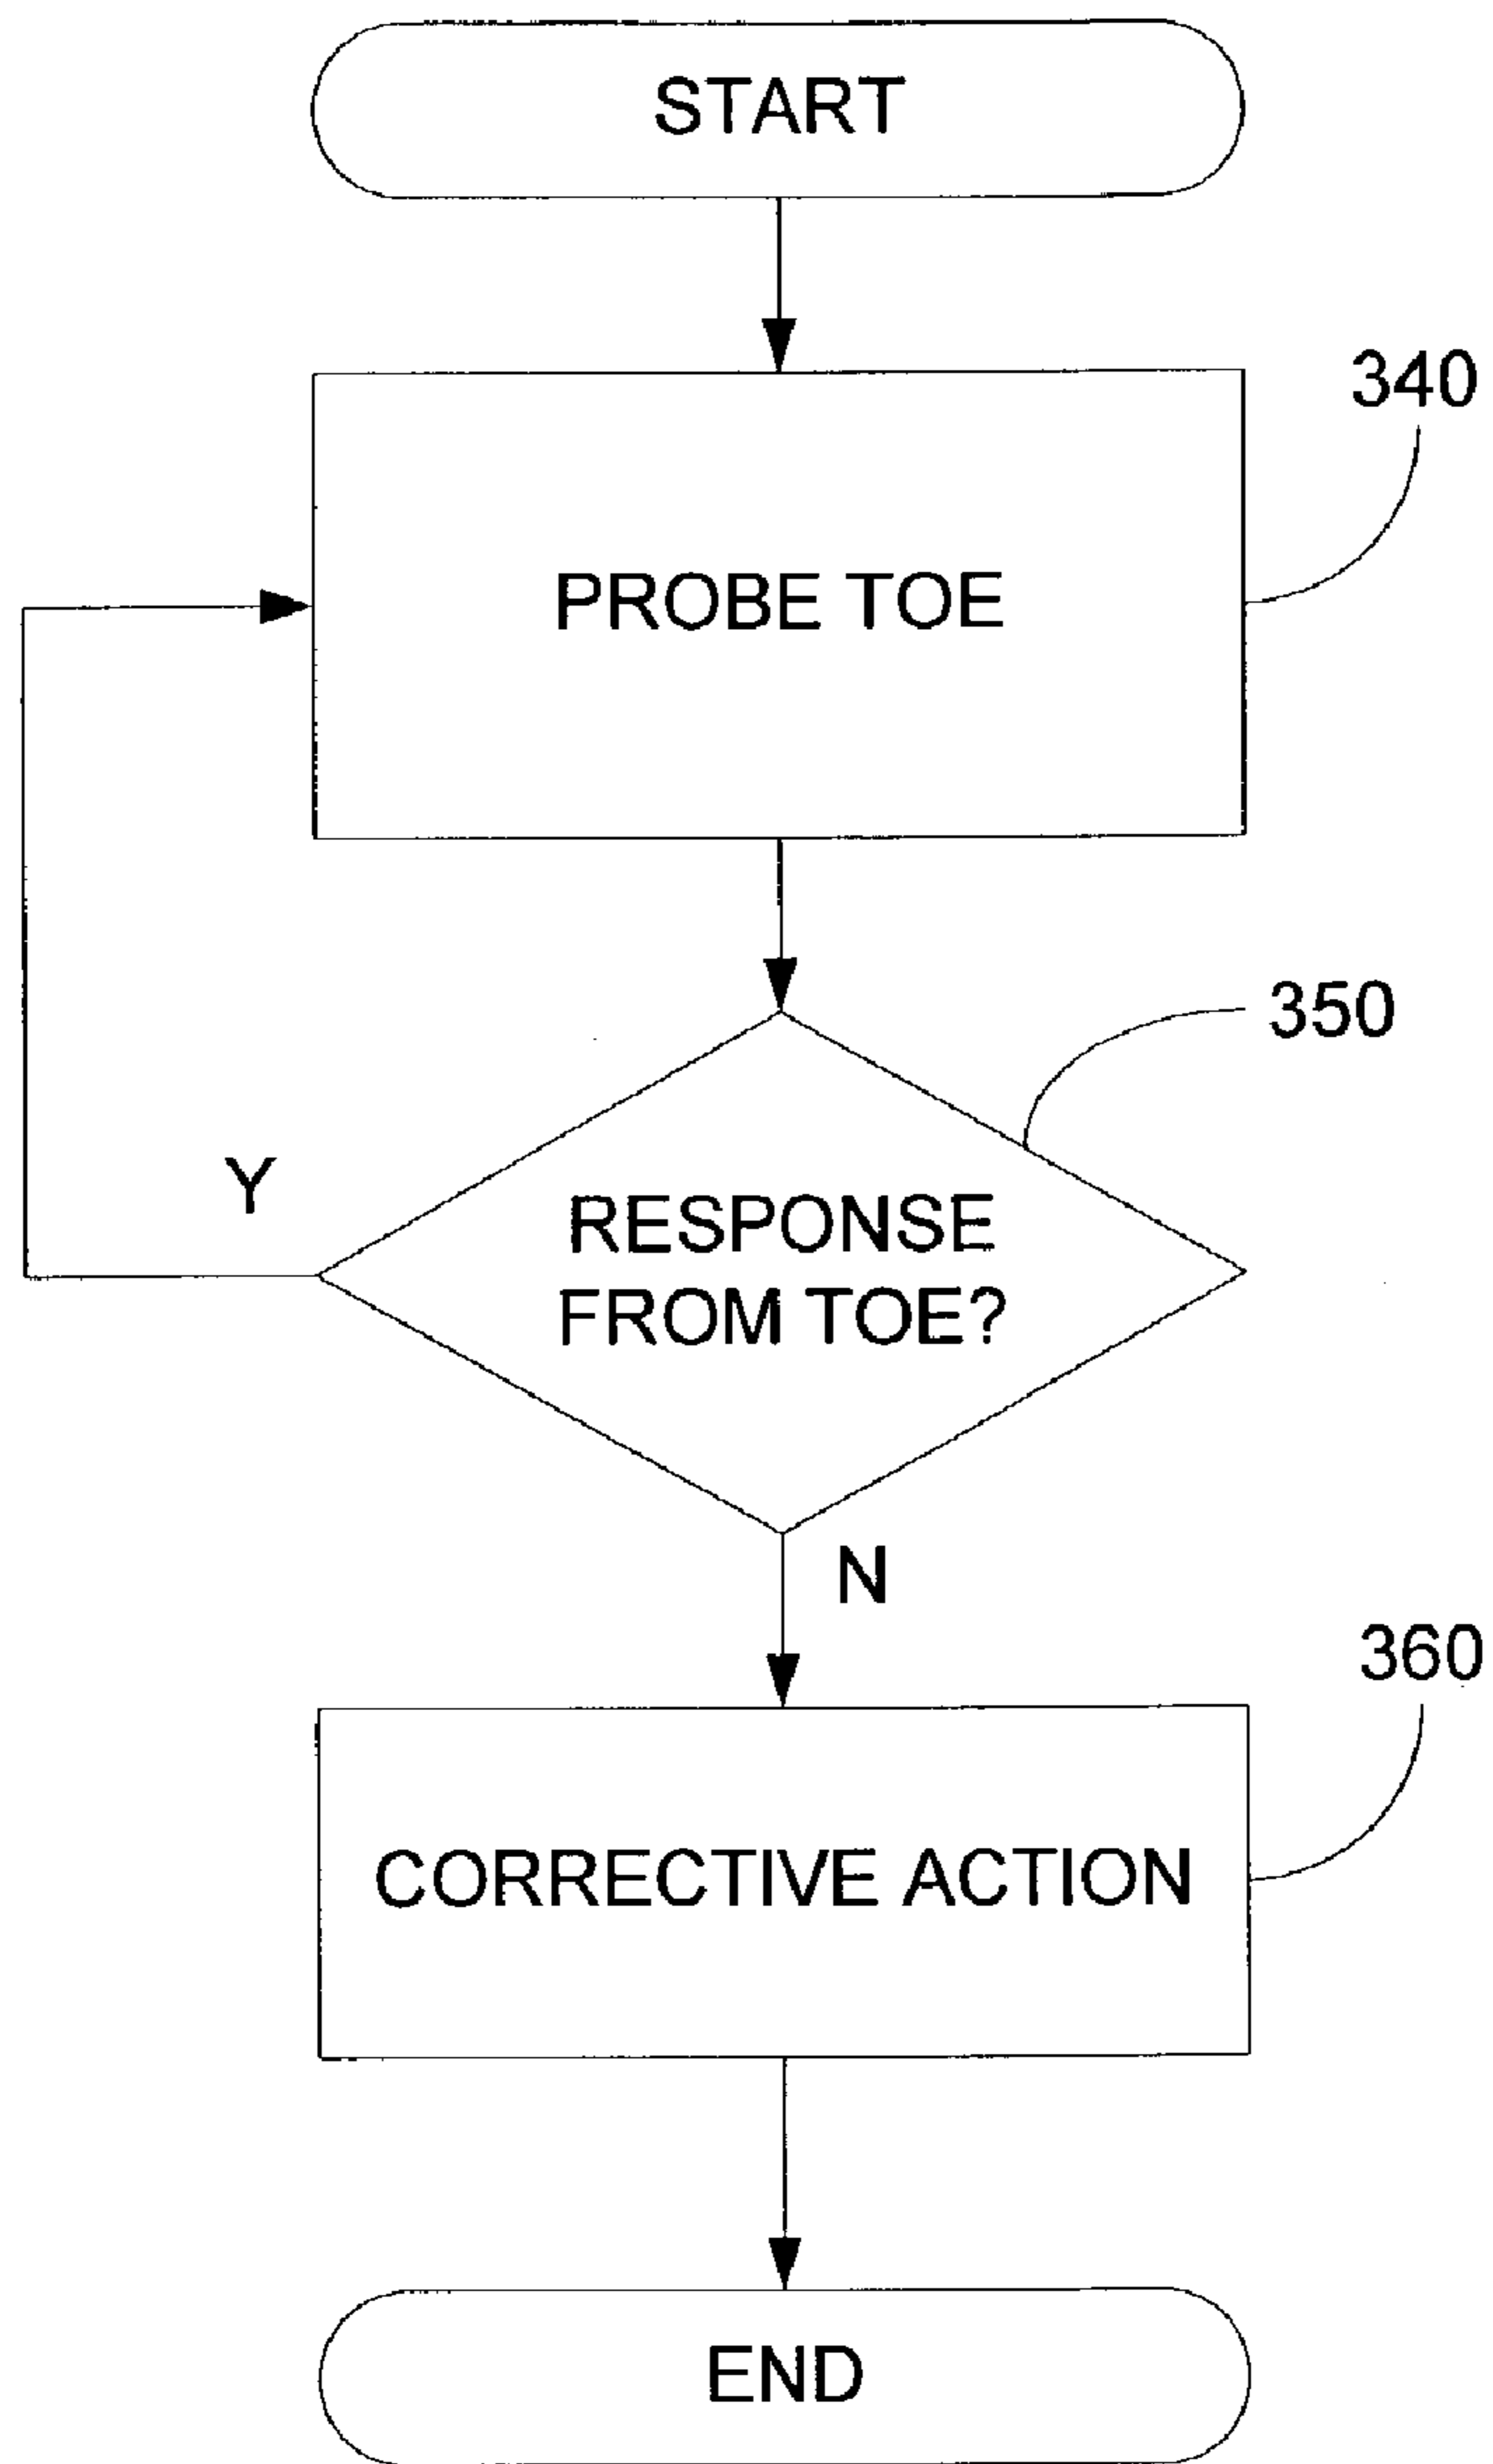 START
340
PROBE TOE
350
Y
RESPONSE
FROM TOE?
N
360
CORRECTIVE ACTION
END